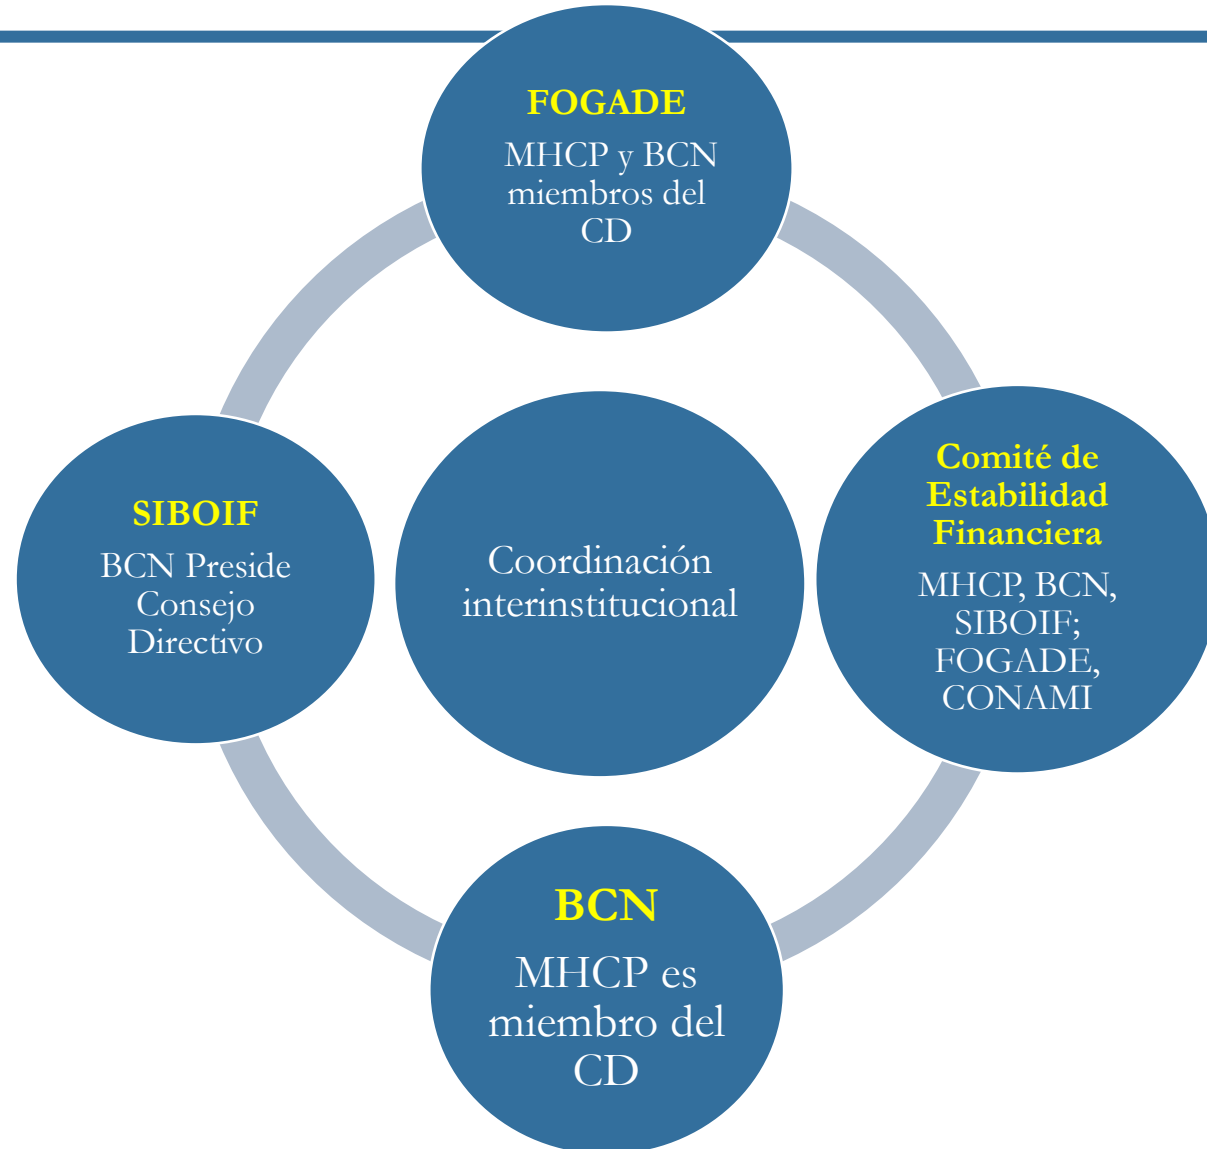 FOGADE
MHCP y BCN
miembros del
CD
SIBOIF
BCN Preside
Consejo
Directivo
Coordinación
interinstitucional
Comité de
Estabilidad
Financiera
MHCP, BCN,
SIBOIF;
FOGADE,
CONAMI
BCN
MHCP es
miembro del
CD